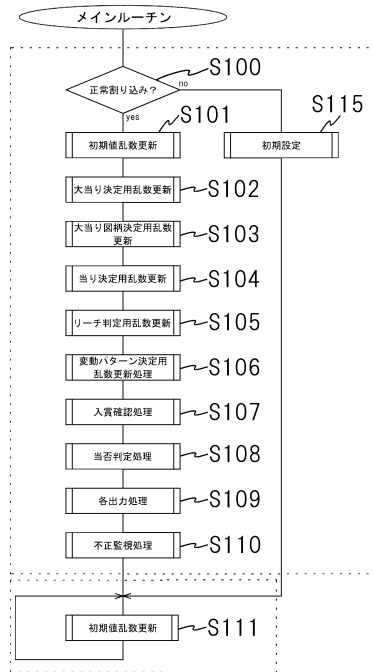 メインルーチン
正常割り込み?
S100
no
yes
S101
初期値乱数更新
S115
初期設定
大当り決定用乱数更新
S102
大当り図柄決定用乱数
更新
S103
当り決定用乱数更新
S104
リーチ判定用乱数更新
S105
変動パターン決定用
乱数更新処理
S106
入賞確認処理
S107
当否判定処理
S108
各出力処理
S109
不正監視処理
S110
初期値乱数更新
S111